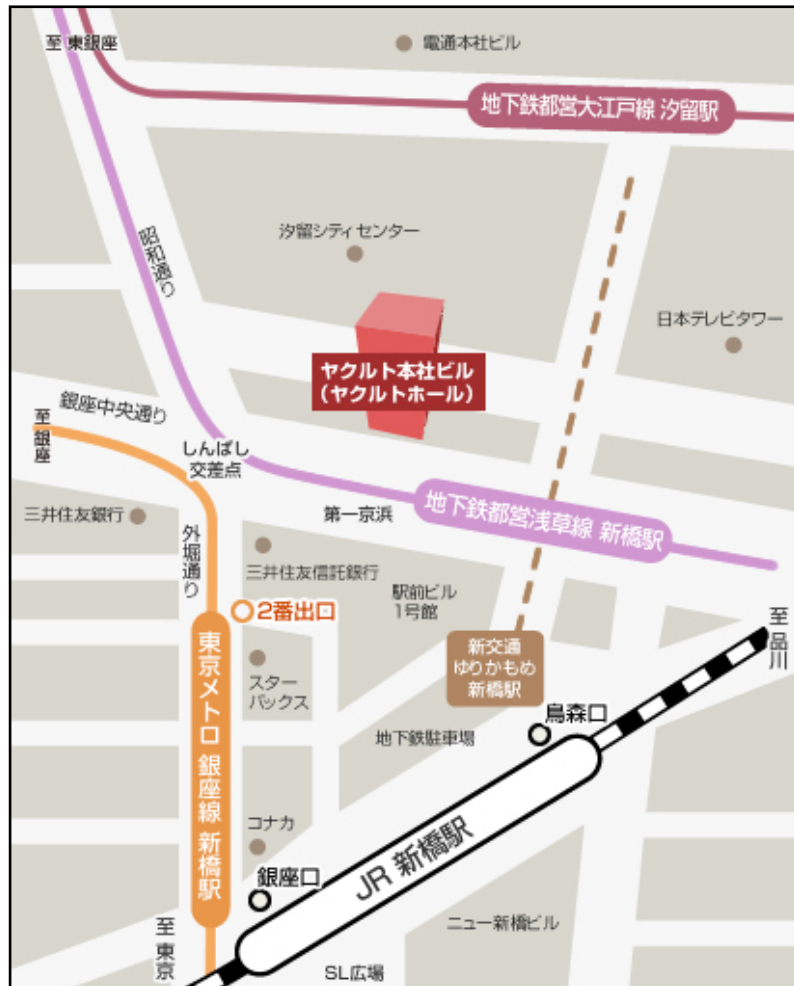 至 東銀座
電通本社ビル
地下鉄都営大江戸線 汐留駅
昭和通り
汐留シティセンター
日本テレビタワー
ヤクルト本社ビル
（ヤクルトホール）
銀座中央通り
至 銀座
しんばし
交差点
三井住友銀行
外堀通り
第一京浜
地下鉄都営浅草線 新橋駅
三井住友信託銀行
駅前ビル
1号館
2番出口
至 品川
新交通
ゆりかもめ
新橋駅
東京メトロ 銀座線 新橋駅
スター
バックス
烏森口
地下鉄駐車場
コナカ
JR 新橋駅
銀座口
ニュー新橋ビル
至 東京
SL広場